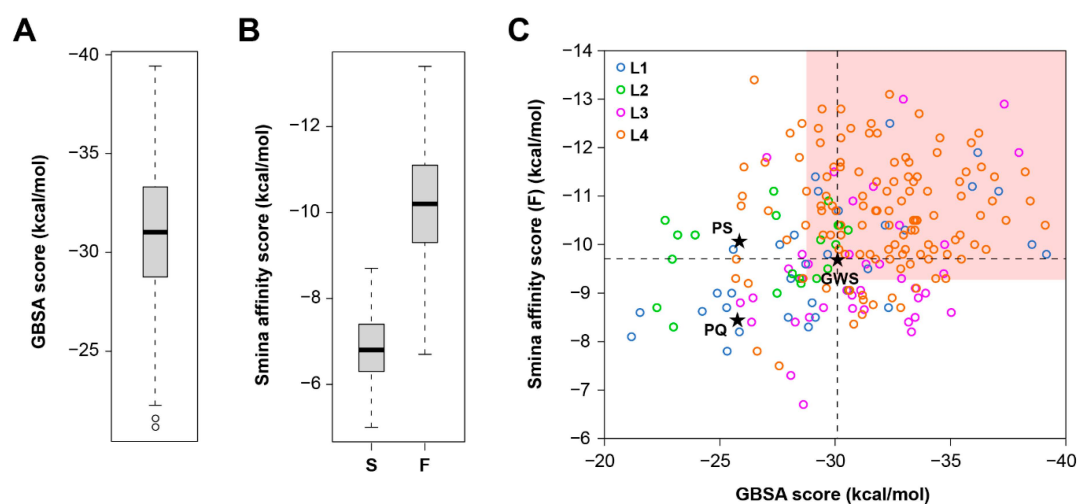 A
GBSA score (kcal/mol)
−40
−35
−30
−25
B
Smina affinity score (kcal/mol)
−12
−10
−8
−6
S F
C
Smina affinity score (F) (kcal/mol)
−14
−13
−12
−11
−10
−9
−8
−7
−6
L1
L2
L3
L4
PS
GWS
PQ
−20 −25 −30 −35 −40
GBSA score (kcal/mol)